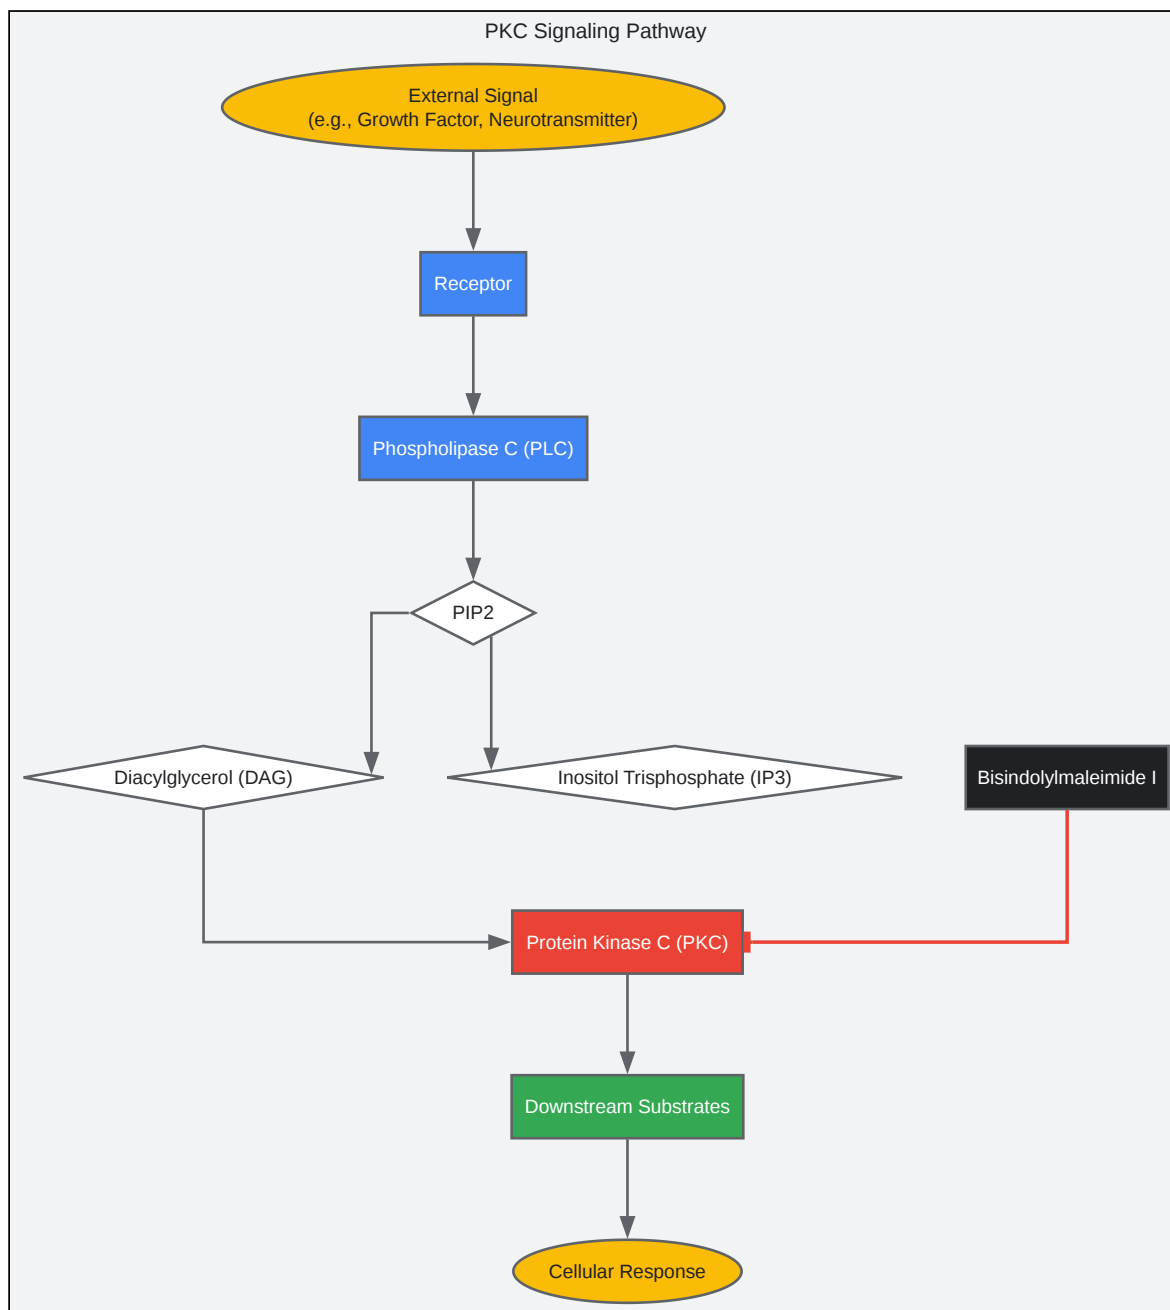 PKC Signaling Pathway
External Signal
(e.g., Growth Factor, Neurotransmitter)
Receptor
Phospholipase C (PLC)
PIP2
Diacylglycerol (DAG)
Inositol Trisphosphate (IP3)
Bisindolylmaleimide I
Protein Kinase C (PKC)
Downstream Substrates
Cellular Response